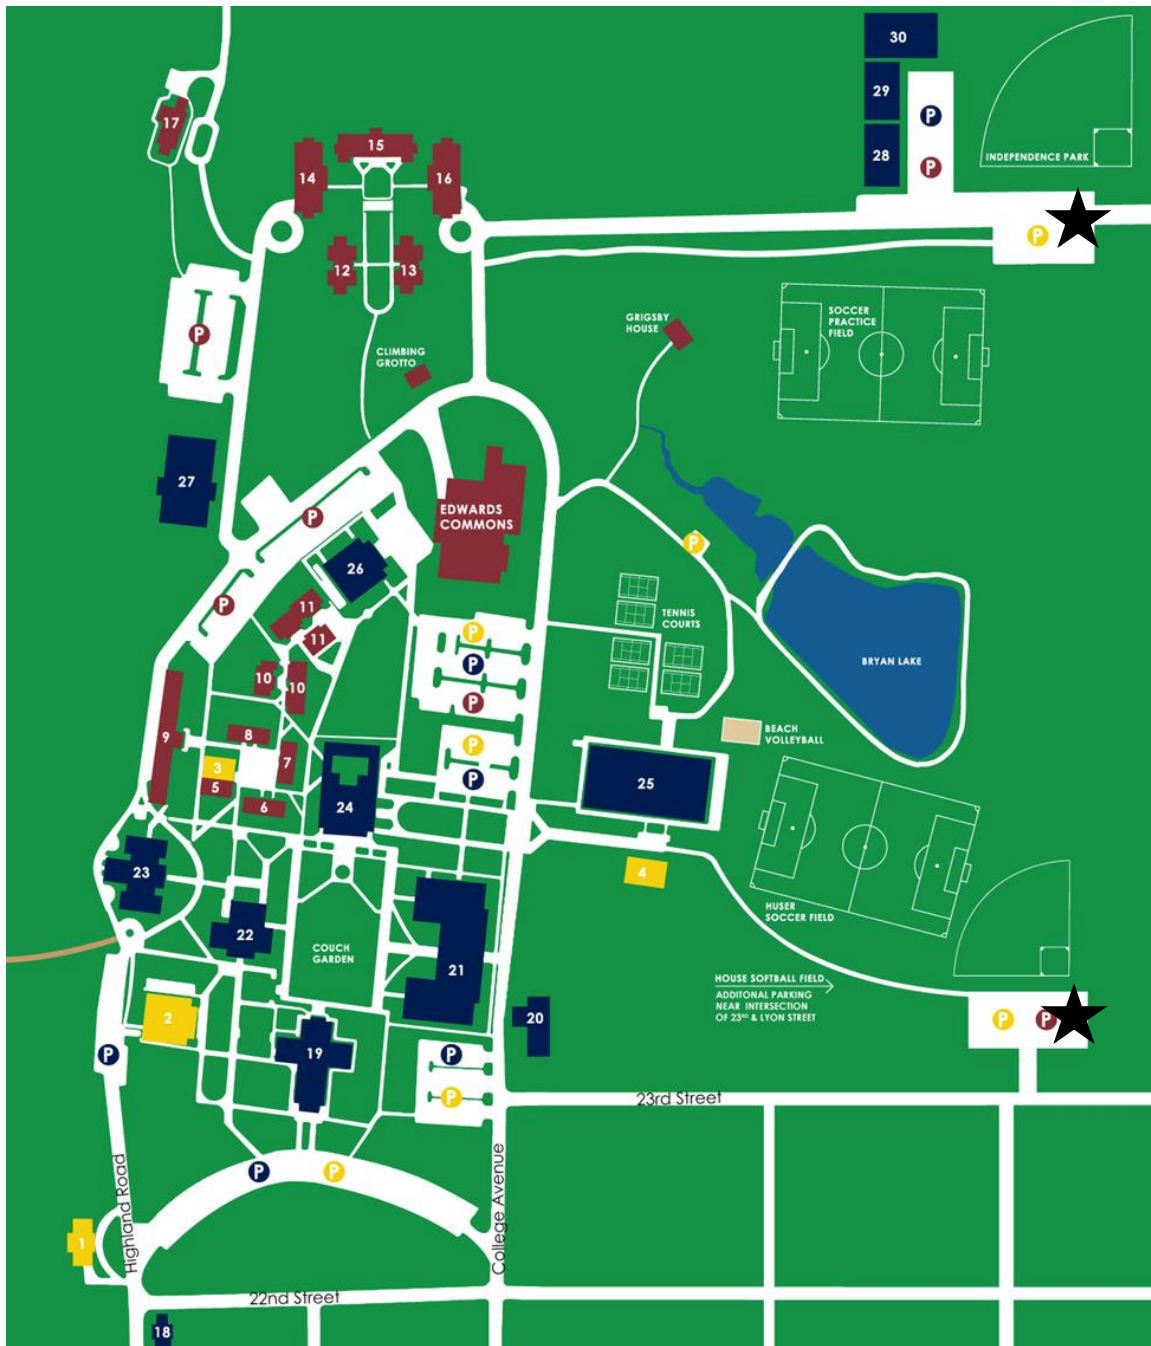 30
29
28
P
P
INDEPENDENCE PARK
P
17
15
14
16
12
13
P
GRIGSBY
HOUSE
SOCCER
PRACTICE
FIELD
CLIMBING
GROTTO
27
EDWARDS
COMMONS
P
P
26
P
11
11
TENNIS
COURTS
P
P
P
10
10
BRYAN LAKE
9
8
7
3
5
6
24
P
P
BEACH
VOLLEYBALL
25
23
4
22
HUSER
SOCCER FIELD
COUCH
GARDEN
21
HOUSE SOFTBALL FIELD
ADDITONAL PARKING
NEAR INTERSECTION
OF 23RD & LYON STREET
2
20
P
P
P
19
P
P
23rd Street
P
P
P
Highland Road
College Avenue
1
22nd Street
18